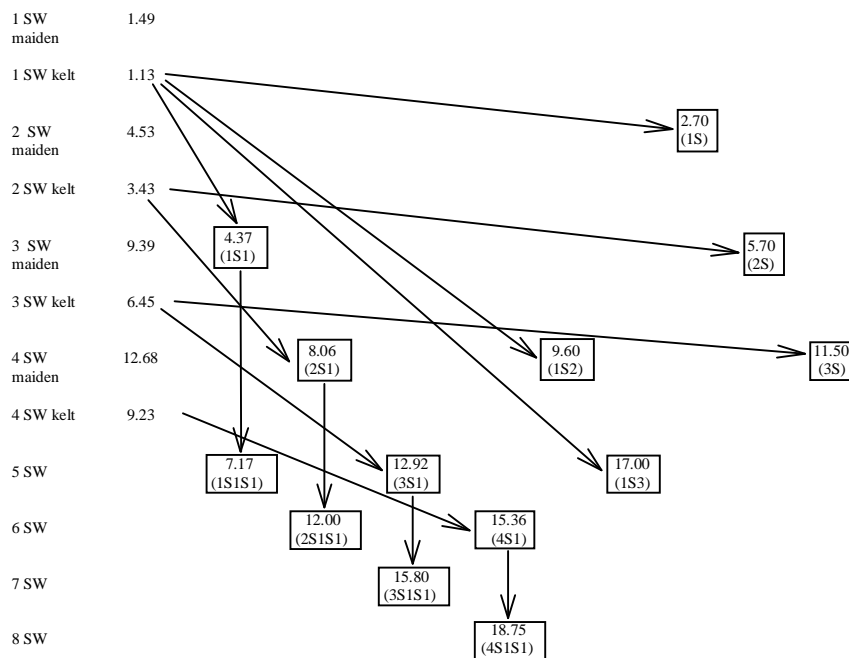 1 SW maiden 1.49
1 SW kelt 1.13
2.70
(1S)
2 SW maiden 4.53
2 SW kelt 3.43
4.37
(1S1)
5.70
(2S)
3 SW maiden 9.39
3 SW kelt 6.45
8.06
(2S1)
9.60
(1S2)
11.50
(3S)
4 SW maiden 12.68
4 SW kelt 9.23
5 SW
7.17
(1S1S1)
12.92
(3S1)
17.00
(1S3)
6 SW
12.00
(2S1S1)
15.36
(4S1)
7 SW
15.80
(3S1S1)
8 SW
18.75
(4S1S1)